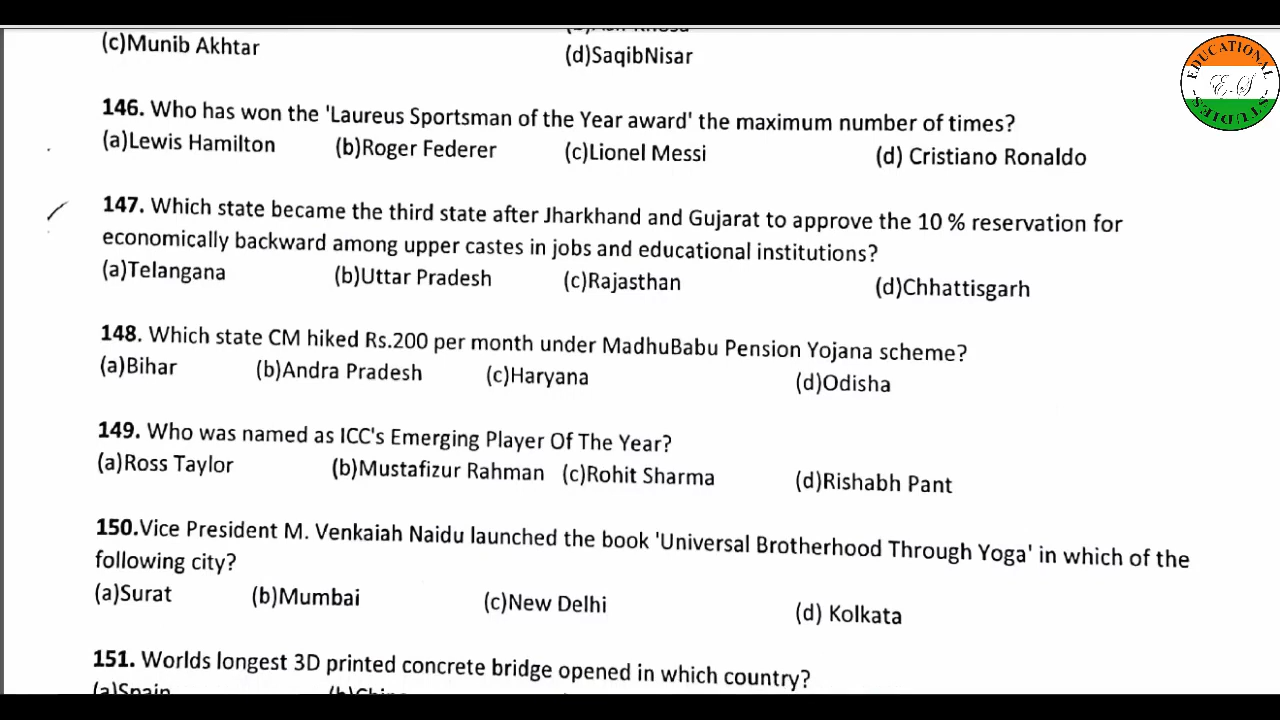 (c)Munib Akhtar
(d)SaqibNisar
EDUCATIONAL
E.S
STUDIES
146. Who has won the 'Laureus Sportsman of the Year award' the maximum number of times?
(a)Lewis Hamilton (b)Roger Federer (c)Lionel Messi (d) Cristiano Ronaldo
147. Which state became the third state after Jharkhand and Gujarat to approve the 10 % reservation for
economically backward among upper castes in jobs and educational institutions?
(a)Telangana (b)Uttar Pradesh (c)Rajasthan (d)Chhattisgarh
148. Which state CM hiked Rs.200 per month under MadhuBabu Pension Yojana scheme?
(a)Bihar (b)Andra Pradesh (c)Haryana (d)Odisha
149. Who was named as ICC's Emerging Player Of The Year?
(a)Ross Taylor (b)Mustafizur Rahman (c)Rohit Sharma (d)Rishabh Pant
150.Vice President M. Venkaiah Naidu launched the book 'Universal Brotherhood Through Yoga' in which of the
following city?
(a)Surat (b)Mumbai (c)New Delhi (d) Kolkata
151. Worlds longest 3D printed concrete bridge opened in which country?
(a)Spain